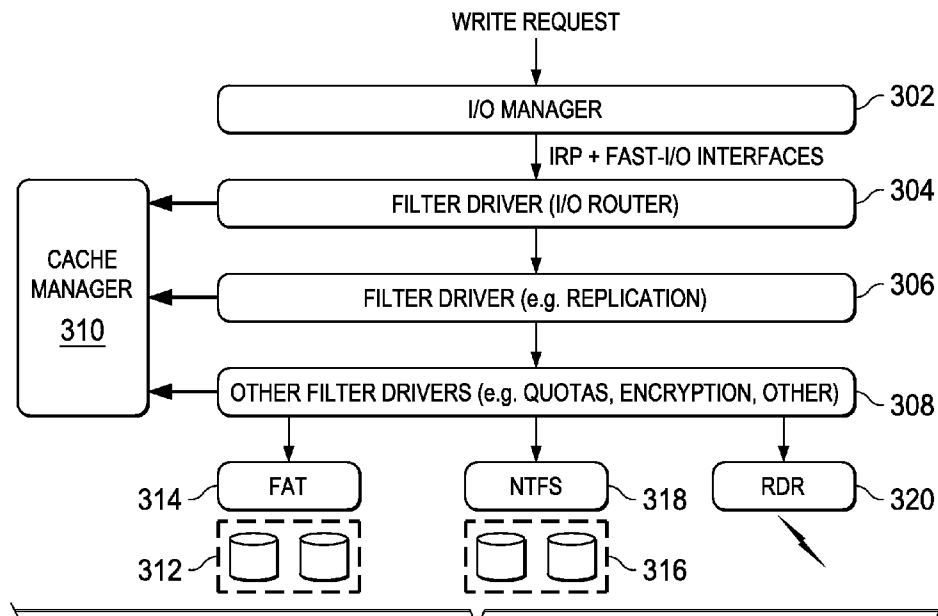 WRITE REQUEST
I/O MANAGER
302
IRP + FAST-I/O INTERFACES
FILTER DRIVER (I/O ROUTER)
304
CACHE
MANAGER
310
FILTER DRIVER (e.g. REPLICATION)
306
OTHER FILTER DRIVERS (e.g. QUOTAS, ENCRYPTION, OTHER)
308
314
FAT
NTFS
318
RDR
320
312
316